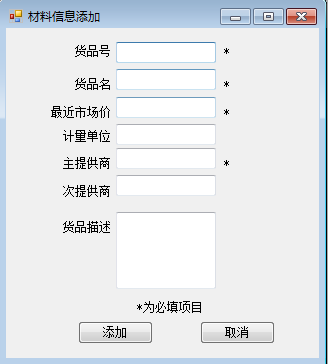 材料信息添加
货品号 *
货品名 *
最近市场价 *
计量单位
主提供商 *
次提供商
货品描述
*为必填项目
添加 取消